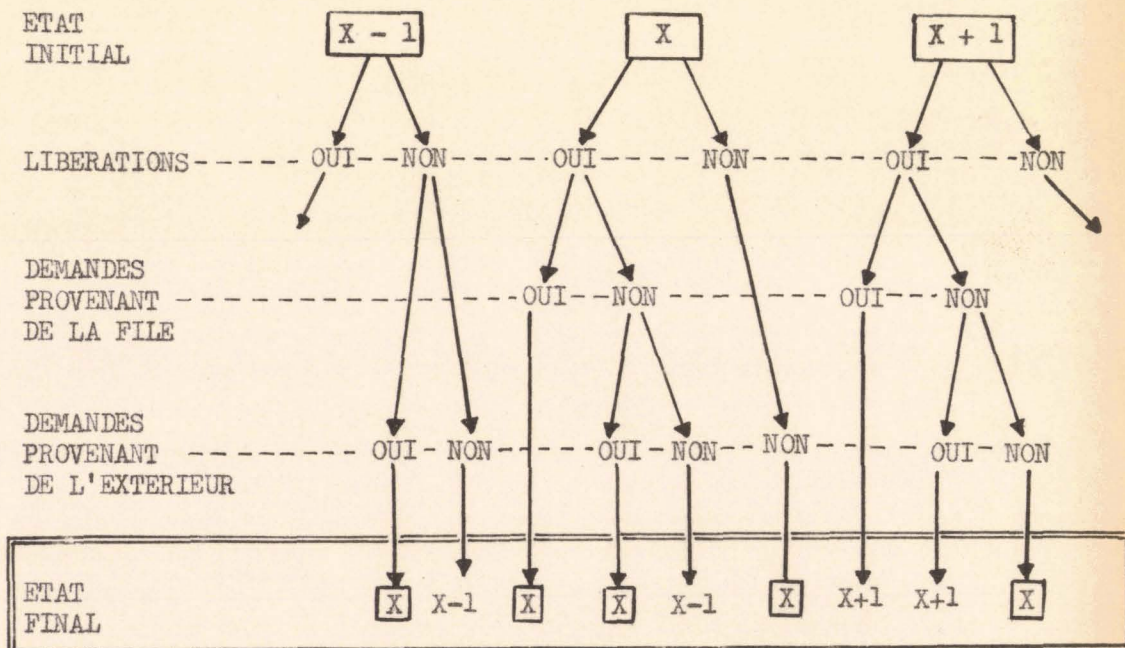 ETAT
INITIAL
X - 1 X X + 1
LIBERATIONS OUI NON OUI NON OUI NON
DEMANDES
PROVENANT OUI NON OUI NON
DE LA FILE
DEMANDES
PROVENANT OUI NON OUI NON NON OUI NON
DE L'EXTERIEUR
ETAT X X-1 X X X-1 X X+1 X+1 X
FINAL